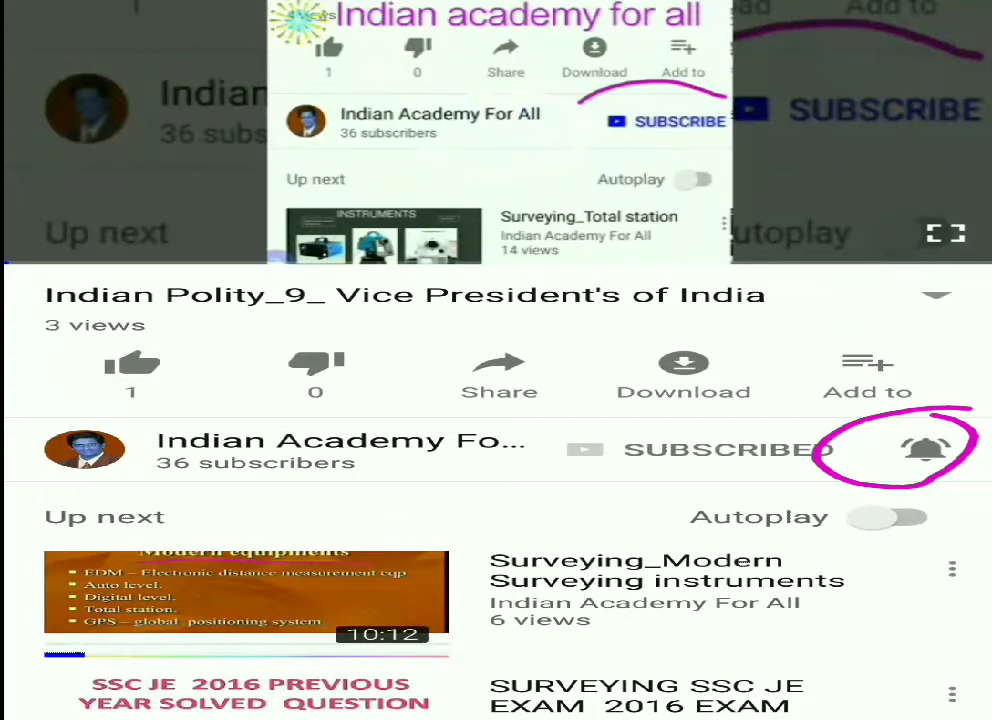 Indian academy for all
1
0
Share
Download
Add to
Indian Academy For All
36 subscribers
SUBSCRIBE
Up next
Autoplay
INSTRUMENTS
Surveying_Total station
Indian Academy For All
14 views
Indian
36 subs
Up next
Add to
SUBSCRIBE
utoplay
Indian Polity_9_ Vice President's of India
3 views
1
0
Share
Download
Add to
Indian Academy Fo...
36 subscribers
SUBSCRIBED
Up next
Autoplay
Modern equipments
EDM – Electronic distance measurement eqp
Auto level.
Digital level.
Total station.
GPS – global positioning system
10:12
Surveying_Modern
Surveying instruments
Indian Academy For All
6 views
SSC JE 2016 PREVIOUS
YEAR SOLVED QUESTION
SURVEYING SSC JE
EXAM 2016 EXAM